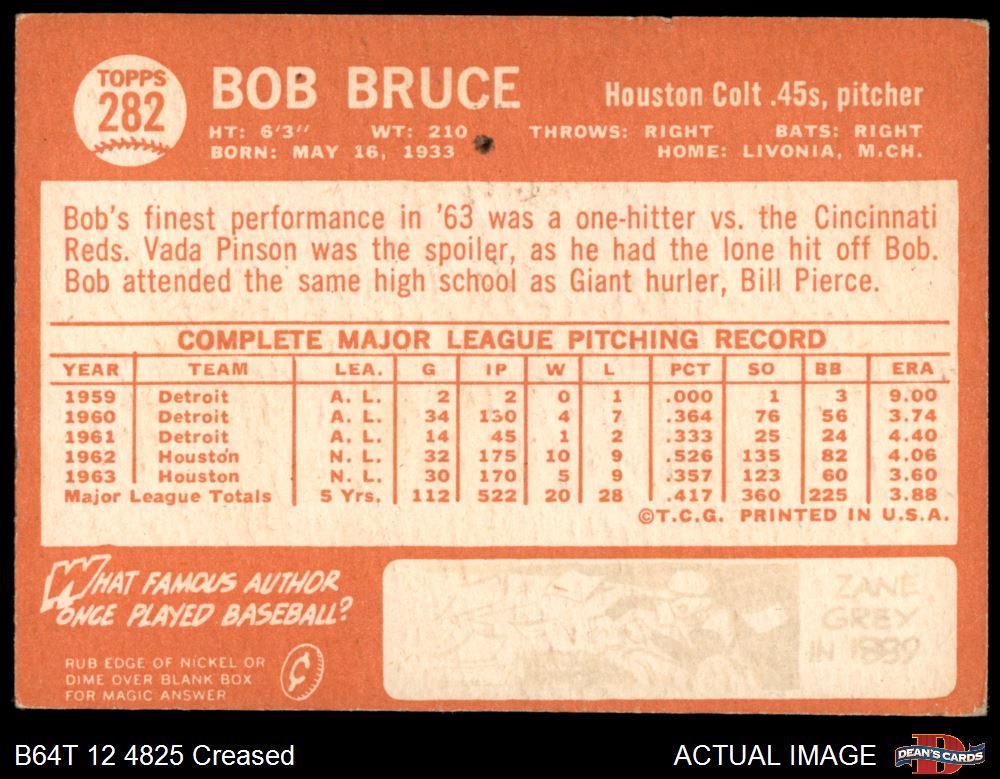 TOPPS
282
BOB BRUCE
Houston Colt .45s, pitcher
HT: 6'3" WT: 210 THROWS: RIGHT BATS: RIGHT
BORN: MAY 16, 1933 HOME: LIVONIA, MICH.
Bob's finest performance in '63 was a one-hitter vs. the Cincinnati
Reds. Vada Pinson was the spoiler, as he had the lone hit off Bob.
Bob attended the same high school as Giant hurler, Bill Pierce.
COMPLETE MAJOR LEAGUE PITCHING RECORD
YEAR TEAM LEA. G IP W L PCT SO BB ERA
1959 Detroit A. L. 2 2 0 1 .000 1 3 9.00
1960 Detroit A. L. 34 130 4 7 .364 76 56 3.74
1961 Detroit A. L. 14 45 1 2 .333 25 24 4.40
1962 Houston N. L. 32 175 10 9 .526 135 82 4.06
1963 Houston N. L. 30 170 5 9 .357 123 60 3.60
Major League Totals 5 Yrs. 112 522 20 28 .417 360 225 3.88
©T.C.G. PRINTED IN U.S.A.
WHAT FAMOUS AUTHOR
ONCE PLAYED BASEBALL?
RUB EDGE OF NICKEL OR
DIME OVER BLANK BOX
FOR MAGIC ANSWER
ZANE
GREY
IN 1889
B64T 12 4825 Creased
ACTUAL IMAGE
DEAN'S CARDS